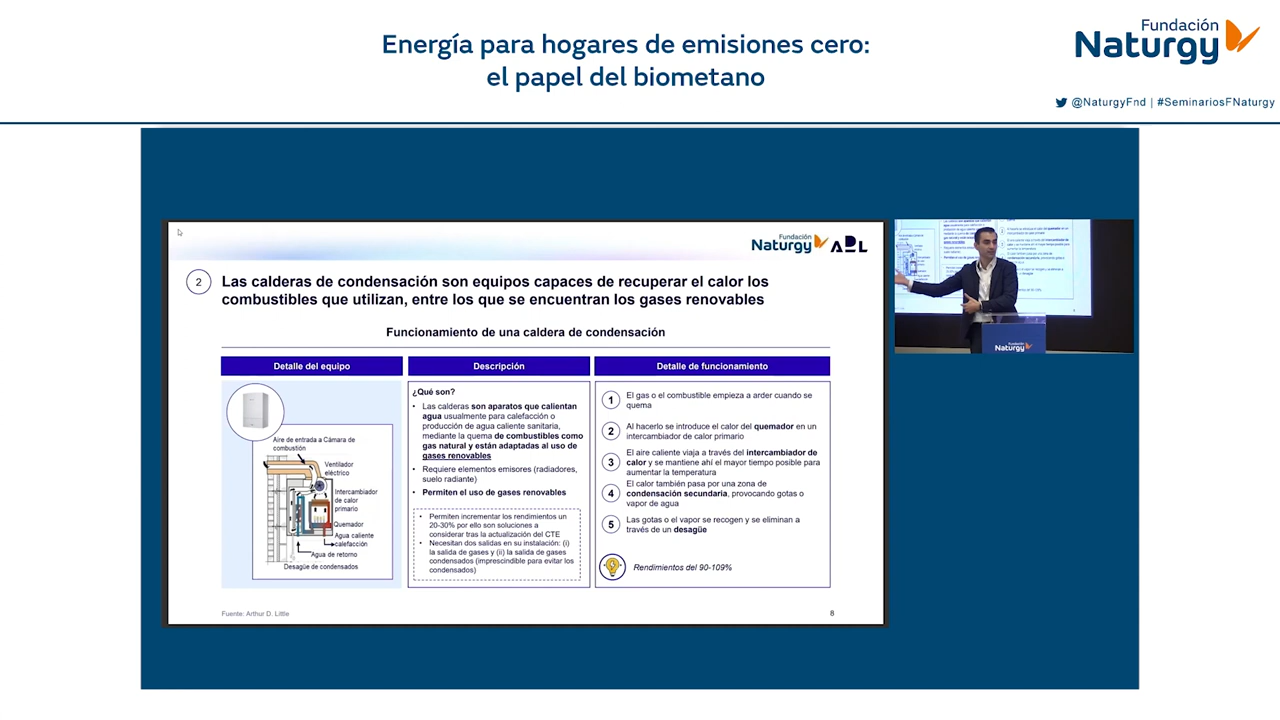 Energía para hogares de emisiones cero:
el papel del biometano
Fundación
Naturgy
@NaturgyFnd | #SeminariosFNaturgy
Fundación
Naturgy
ADL
2
Las calderas de condensación son equipos capaces de recuperar el calor los
combustibles que utilizan, entre los que se encuentran los gases renovables
Funcionamiento de una caldera de condensación
Detalle del equipo
Aire de entrada a Cámara de
combustión
Ventilador
eléctrico
Intercambiador
de calor
primario
Quemador
Agua caliente
calefacción
Agua de retorno
Desagüe de condensados
Descripción
¿Qué son?
• Las calderas son aparatos que calientan
agua usualmente para calefacción o
producción de agua caliente sanitaria,
mediante la quema de combustibles como
gas natural y están adaptadas al uso de
gases renovables
• Requiere elementos emisores (radiadores,
suelo radiante)
• Permiten el uso de gases renovables
• Permiten incrementar los rendimientos un
20-30% por ello son soluciones a
considerar tras la actualización del CTE
• Necesitan dos salidas en su instalación: (i)
la salida de gases y (ii) la salida de gases
condensados (imprescindible para evitar los
condensados)
Detalle de funcionamiento
1 El gas o el combustible empieza a arder cuando se
quema
2 Al hacerlo se introduce el calor del quemador en un
intercambiador de calor primario
3 El aire caliente viaja a través del intercambiador de
calor y se mantiene ahí el mayor tiempo posible para
aumentar la temperatura
4 El calor también pasa por una zona de
condensación secundaria, provocando gotas o
vapor de agua
5 Las gotas o el vapor se recogen y se eliminan a
través de un desagüe
Rendimientos del 90-109%
Fuente: Arthur D. Little
8
Fundación
Naturgy